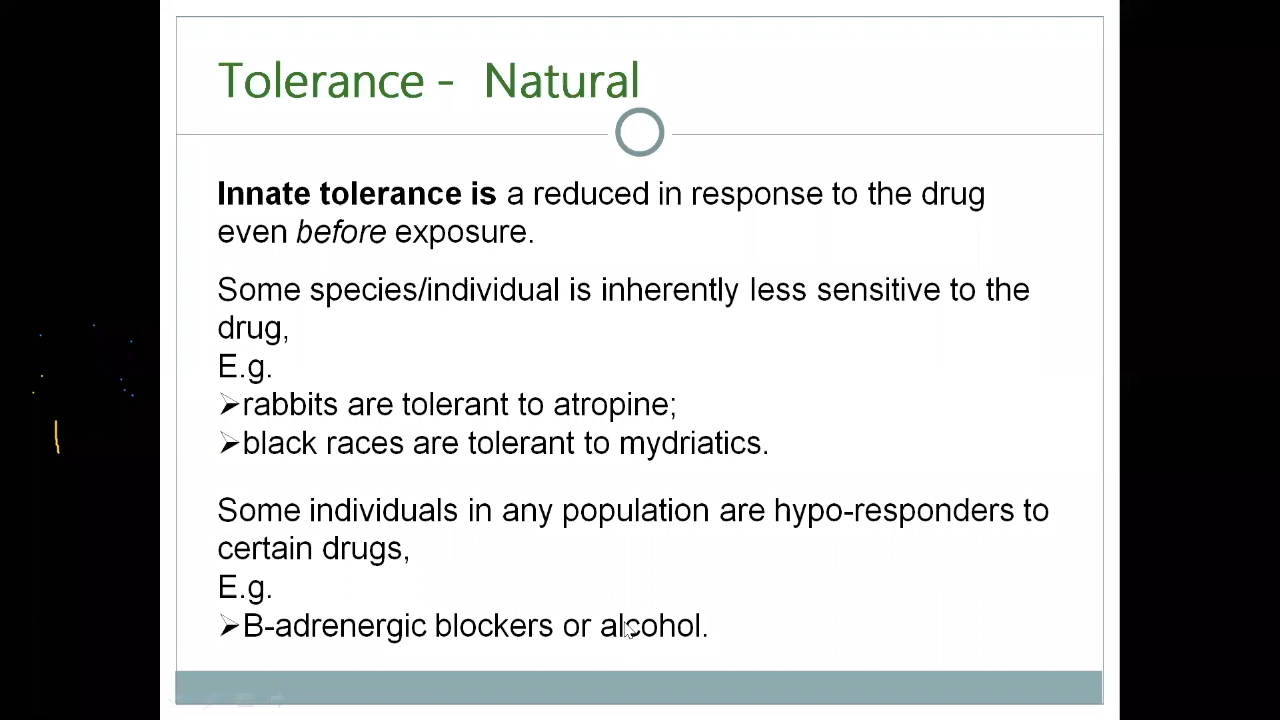 Tolerance - Natural
Innate tolerance is a reduced in response to the drug
even before exposure.
Some species/individual is inherently less sensitive to the
drug,
E.g.
➢rabbits are tolerant to atropine;
➢black races are tolerant to mydriatics.
Some individuals in any population are hypo-responders to
certain drugs,
E.g.
➢B-adrenergic blockers or alcohol.